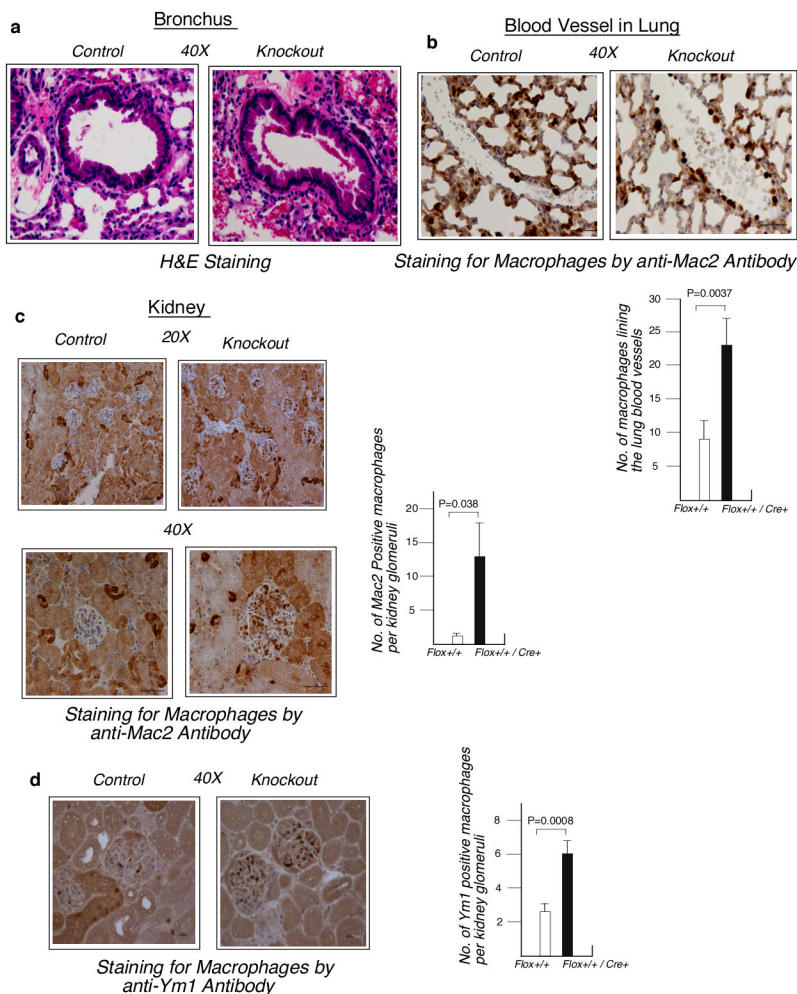 a
Bronchus
Control 40X Knockout
H&E Staining
b
Blood Vessel in Lung
Control 40X Knockout
Staining for Macrophages by anti-Mac2 Antibody
No. of macrophages lining
the lung blood vessels
30
25
20
15
10
5
P=0.0037
Flox+/+ Flox+/+ / Cre+
c
Kidney
Control 20X Knockout
40X
Staining for Macrophages by
anti-Mac2 Antibody
No. of Mac2 Positive macrophages
per kidney glomeruli
20
15
10
5
P=0.038
Flox+/+ Flox+/+ / Cre+
d
Control 40X Knockout
Staining for Macrophages by
anti-Ym1 Antibody
No. of Ym1 positive macrophages
per kidney glomeruli
8
6
4
2
P=0.0008
Flox+/+ Flox+/+ / Cre+